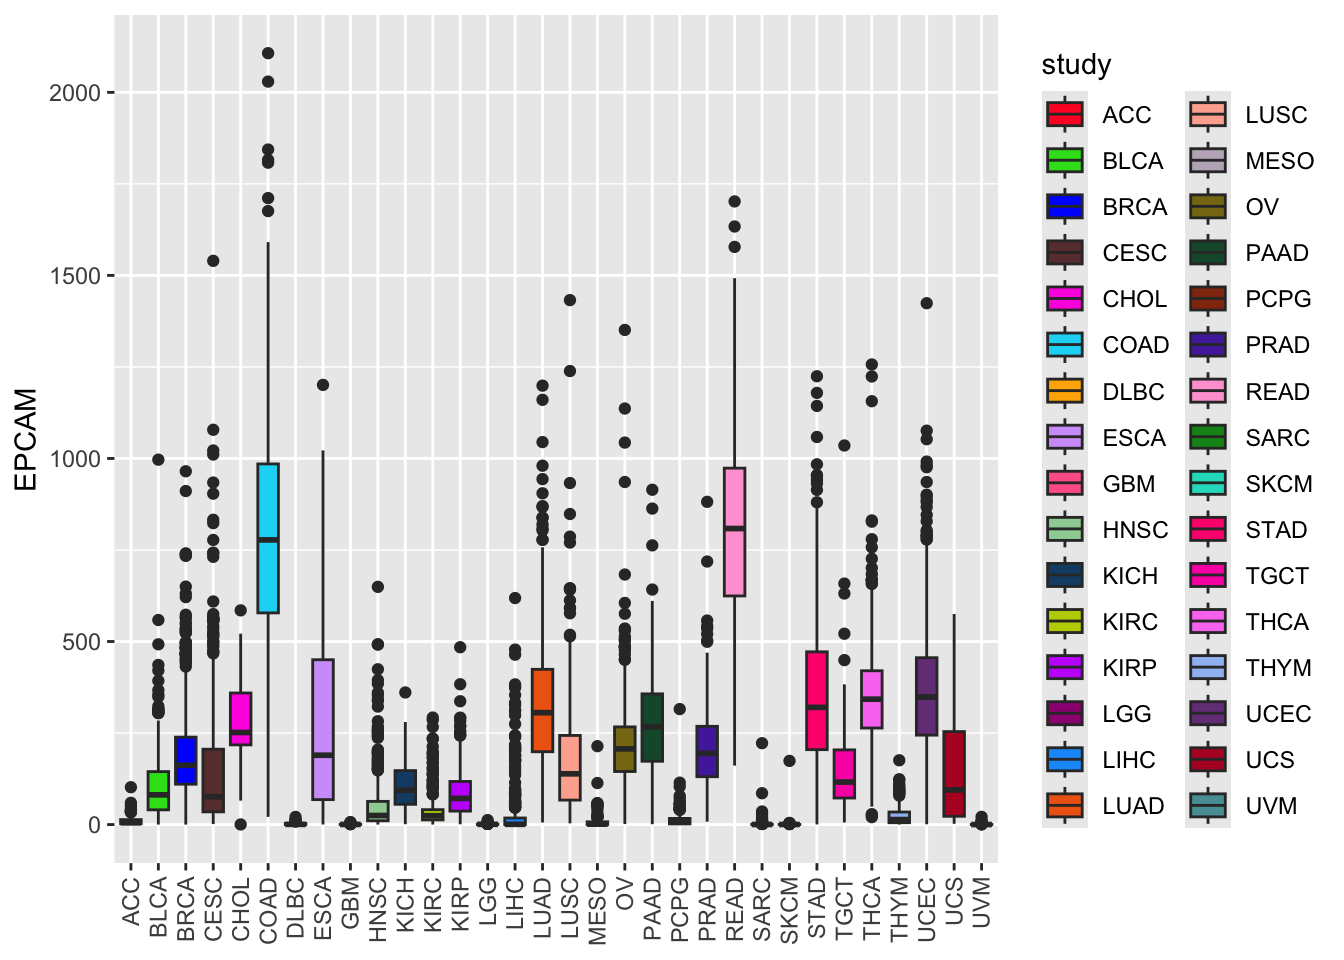 EPCAM
2000
1500
1000
500
0
ACC
BLCA
BRCA
CESC
CHOL
COAD
DLBC
ESCA
GBM
HNSC
KICH
KIRC
KIRP
LGG
LIHC
LUAD
LUSC
MESO
OV
PAAD
PCPG
PRAD
READ
SARC
SKCM
STAD
TGCT
THCA
THYM
UCEC
UCS
UVM
study
ACC
BLCA
BRCA
CESC
CHOL
COAD
DLBC
ESCA
GBM
HNSC
KICH
KIRC
KIRP
LGG
LIHC
LUAD
LUSC
MESO
OV
PAAD
PCPG
PRAD
READ
SARC
SKCM
STAD
TGCT
THCA
THYM
UCEC
UCS
UVM